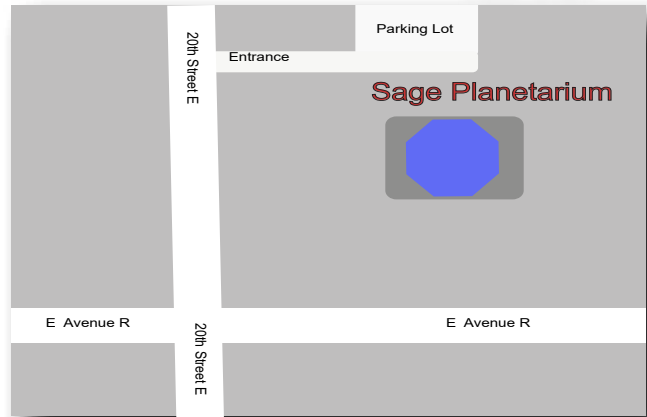 Parking Lot
20th Street E
Entrance
Sage Planetarium
E Avenue R
E Avenue R
20th Street E